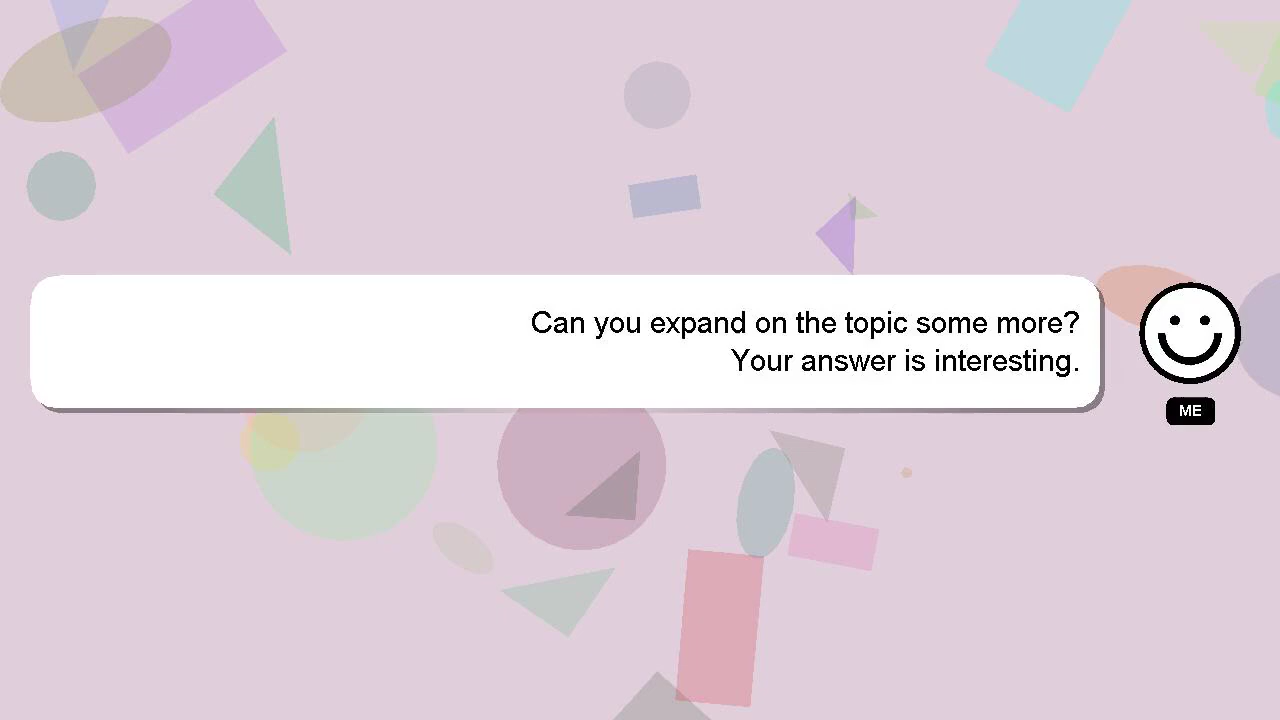 Can you expand on the topic some more?
Your answer is interesting.
ME